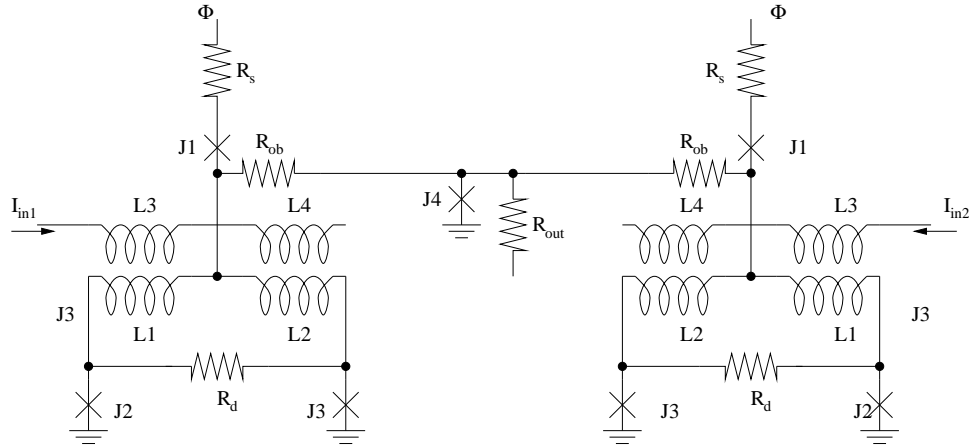 Φ Φ
R_s R_s
J1 R_ob R_ob J1
J4
I_in1 L3 L4 R_out L4 L3 I_in2
J3 L1 L2 L2 L1 J3
R_d R_d
J2 J3 J3 J2